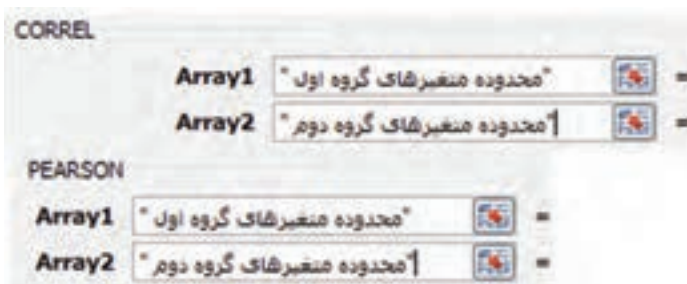 CORREL
Array1 "محدوده متغیرهای گروه اول" =
Array2 "محدوده متغیرهای گروه دوم" =
PEARSON
Array1 "محدوده متغیرهای گروه اول" =
Array2 "محدوده متغیرهای گروه دوم" =